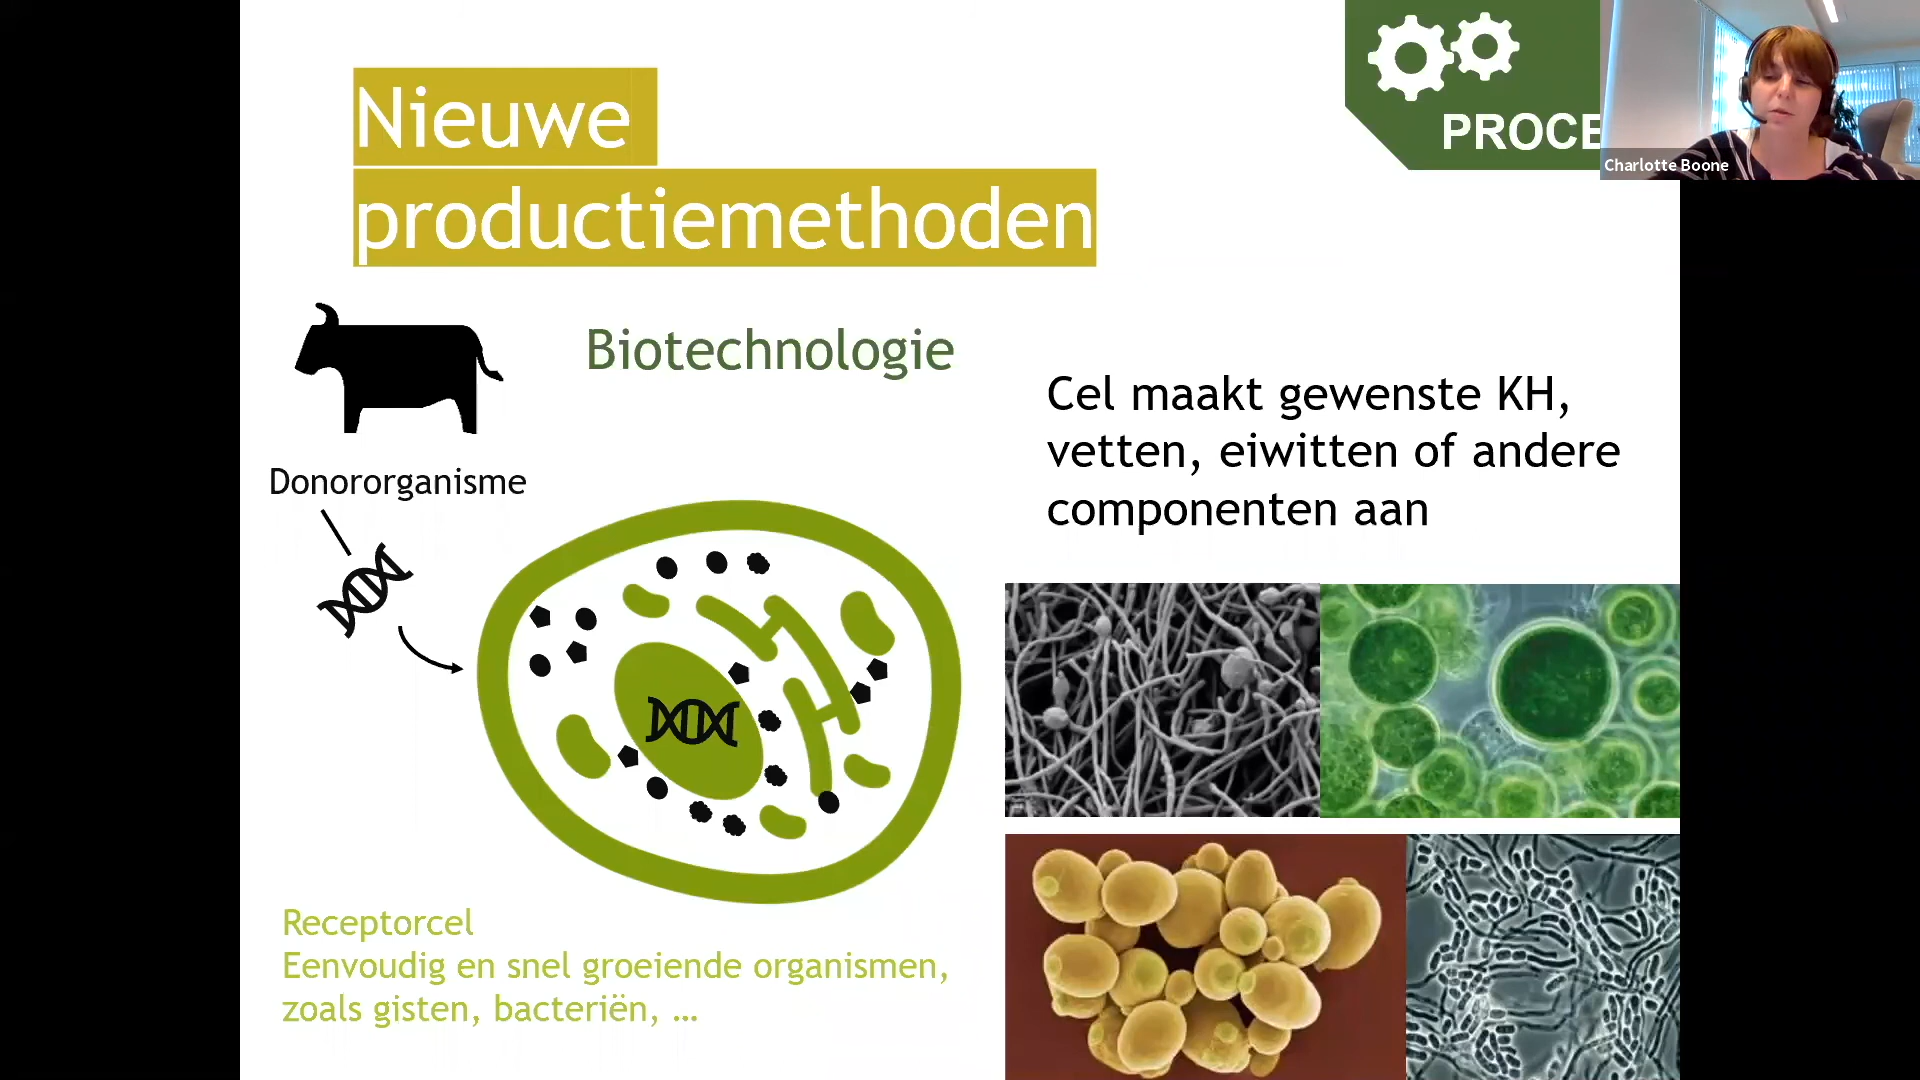 Nieuwe
productiemethoden
PROCE
Charlotte Boone
Biotechnologie
Cel maakt gewenste KH,
vetten, eiwitten of andere
componenten aan
Donororganisme
Receptorcel
Eenvoudig en snel groeiende organismen,
zoals gisten, bacteriën, ...